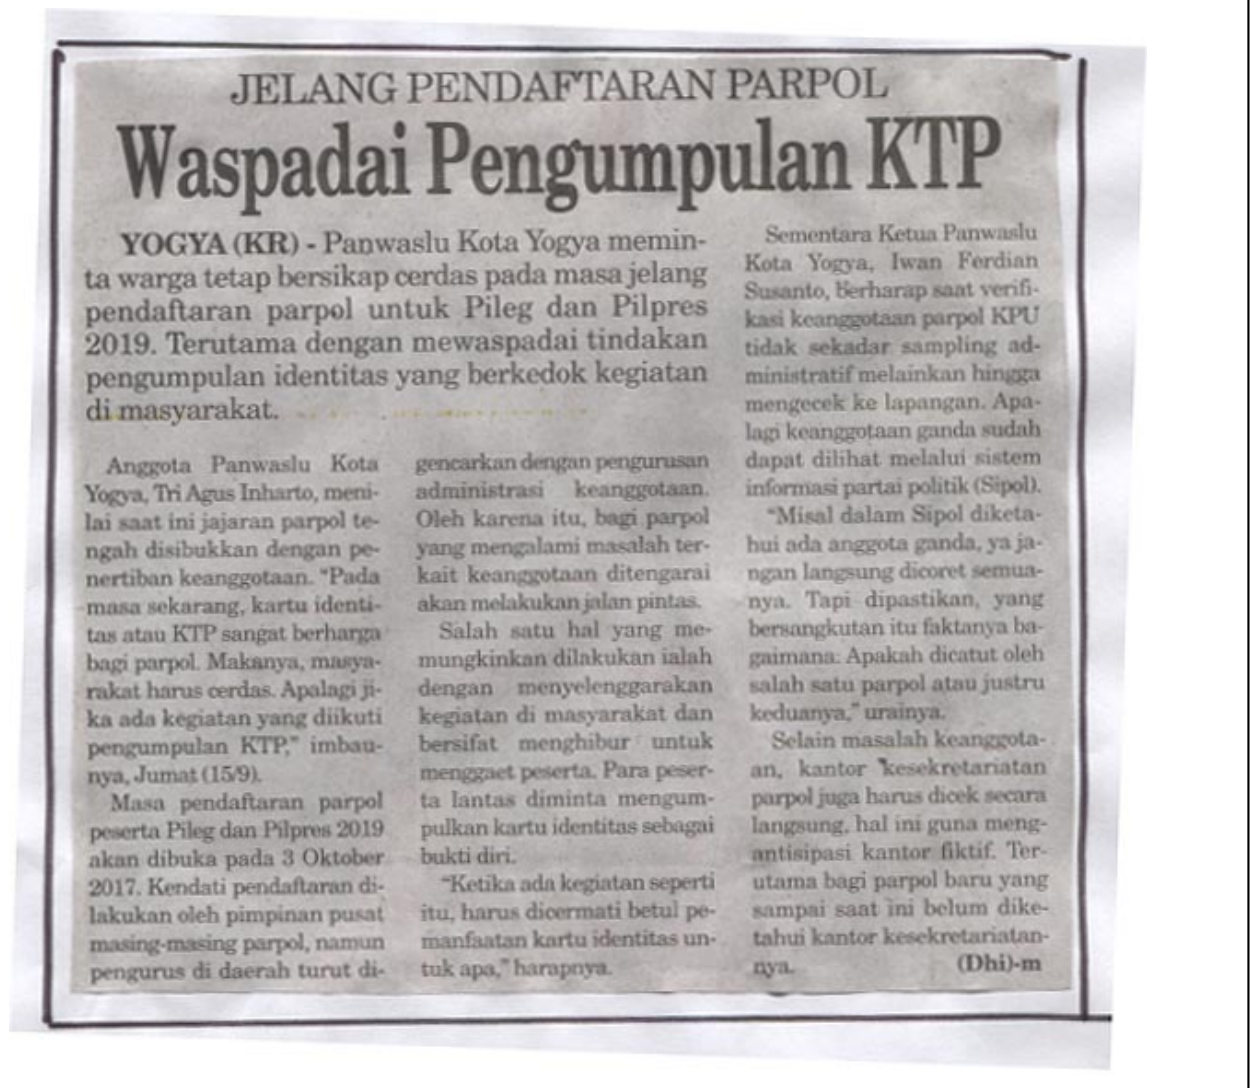 JELANG PENDAFTARAN PARPOL
Waspadai Pengumpulan KTP
YOGYA (KR) - Panwaslu Kota Yogya memin-
ta warga tetap bersikap cerdas pada masa jelang
pendaftaran parpol untuk Pileg dan Pilpres
2019. Terutama dengan mewaspadai tindakan
pengumpulan identitas yang berkedok kegiatan
di masyarakat.
Anggota Panwaslu Kota
Yogya, Tri Agus Inharto, meni-
lai saat ini jajaran parpol te-
ngah disibukkan dengan pe-
nertiban keanggotaan. "Pada
masa sekarang, kartu identi-
tas atau KTP sangat berharga
bagi parpol. Makanya, masya-
rakat harus cerdas. Apalagi ji-
ka ada kegiatan yang diikuti
pengumpulan KTP," imbau-
nya, Jumat (15/9).
Masa pendaftaran parpol
peserta Pileg dan Pilpres 2019
akan dibuka pada 3 Oktober
2017. Kendati pendaftaran di-
lakukan oleh pimpinan pusat
masing-masing parpol, namun
pengurus di daerah turut di-
gencarkan dengan pengurusan
administrasi keanggotaan.
Oleh karena itu, bagi parpol
yang mengalami masalah ter-
kait keanggotaan ditengarai
akan melakukan jalan pintas.
Salah satu hal yang me-
mungkinkan dilakukan ialah
dengan menyelenggarakan
kegiatan di masyarakat dan
bersifat menghibur untuk
menggaet peserta. Para peser-
ta lantas diminta mengum-
pulkan kartu identitas sebagai
bukti diri.
"Ketika ada kegiatan seperti
itu, harus dicermati betul pe-
manfaatan kartu identitas un-
tuk apa," harapnya.
Sementara Ketua Panwaslu
Kota Yogya, Iwan Ferdian
Susanto, berharap saat verifi-
kasi keanggotaan parpol KPU
tidak sekadar sampling ad-
ministratif melainkan hingga
mengecek ke lapangan. Apa-
lagi keanggotaan ganda sudah
dapat dilihat melalui sistem
informasi partai politik (Sipol).
"Misal dalam Sipol diketa-
hui ada anggota ganda, ya ja-
ngan langsung dicoret semua-
nya. Tapi dipastikan, yang
bersangkutan itu faktanya ba-
gaimana. Apakah dicatut oleh
salah satu parpol atau justru
keduanya," urainya.
Selain masalah keanggota-
an, kantor kesekretariatan
parpol juga harus dicek secara
langsung, hal ini guna meng-
antisipasi kantor fiktif. Ter-
utama bagi parpol baru yang
sampai saat ini belum dike-
tahui kantor kesekretariatan-
nya. (Dhi)-m